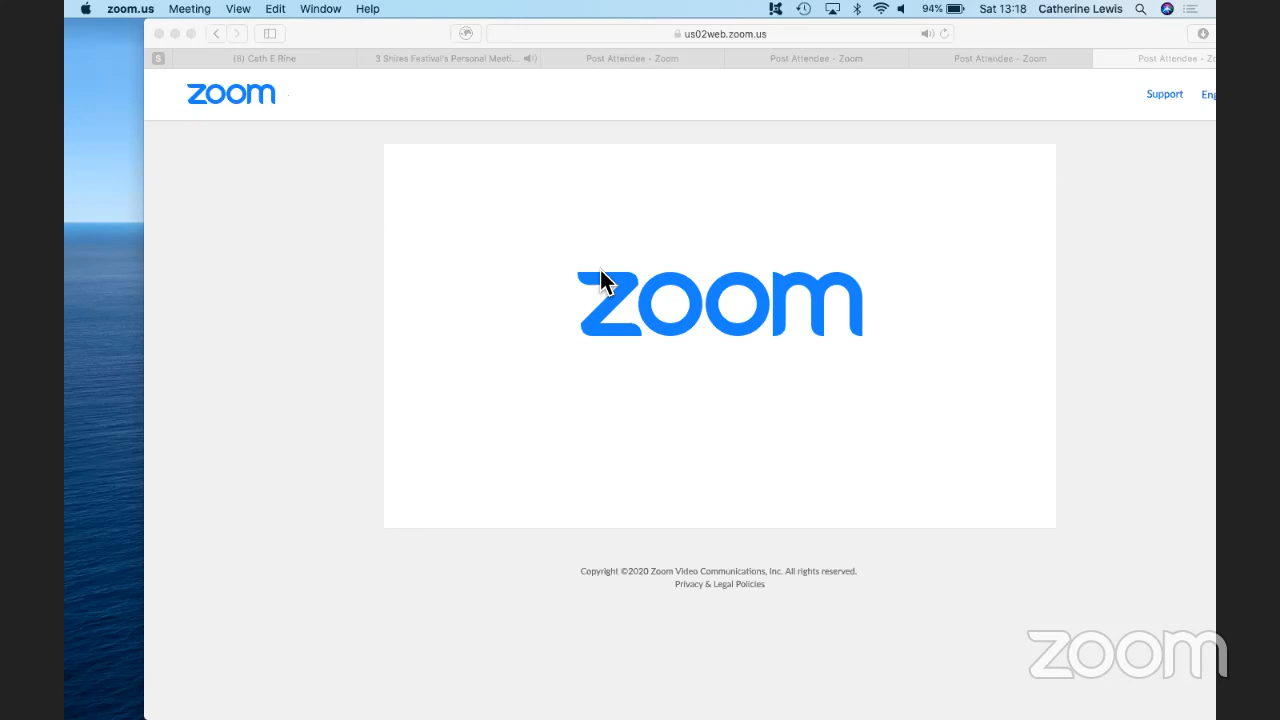 zoom.us Meeting View Edit Window Help 94% Sat 13:18 Catherine Lewis
us02web.zoom.us
S (8) Cath E Rine 3 Shires Festival's Personal Meeti... Post Attendee - Zoom Post Attendee - Zoom Post Attendee - Zoom Post Attendee - Zo
zoom Support Eng
zoom
Copyright ©2020 Zoom Video Communications, Inc. All rights reserved.
Privacy & Legal Policies
zoom